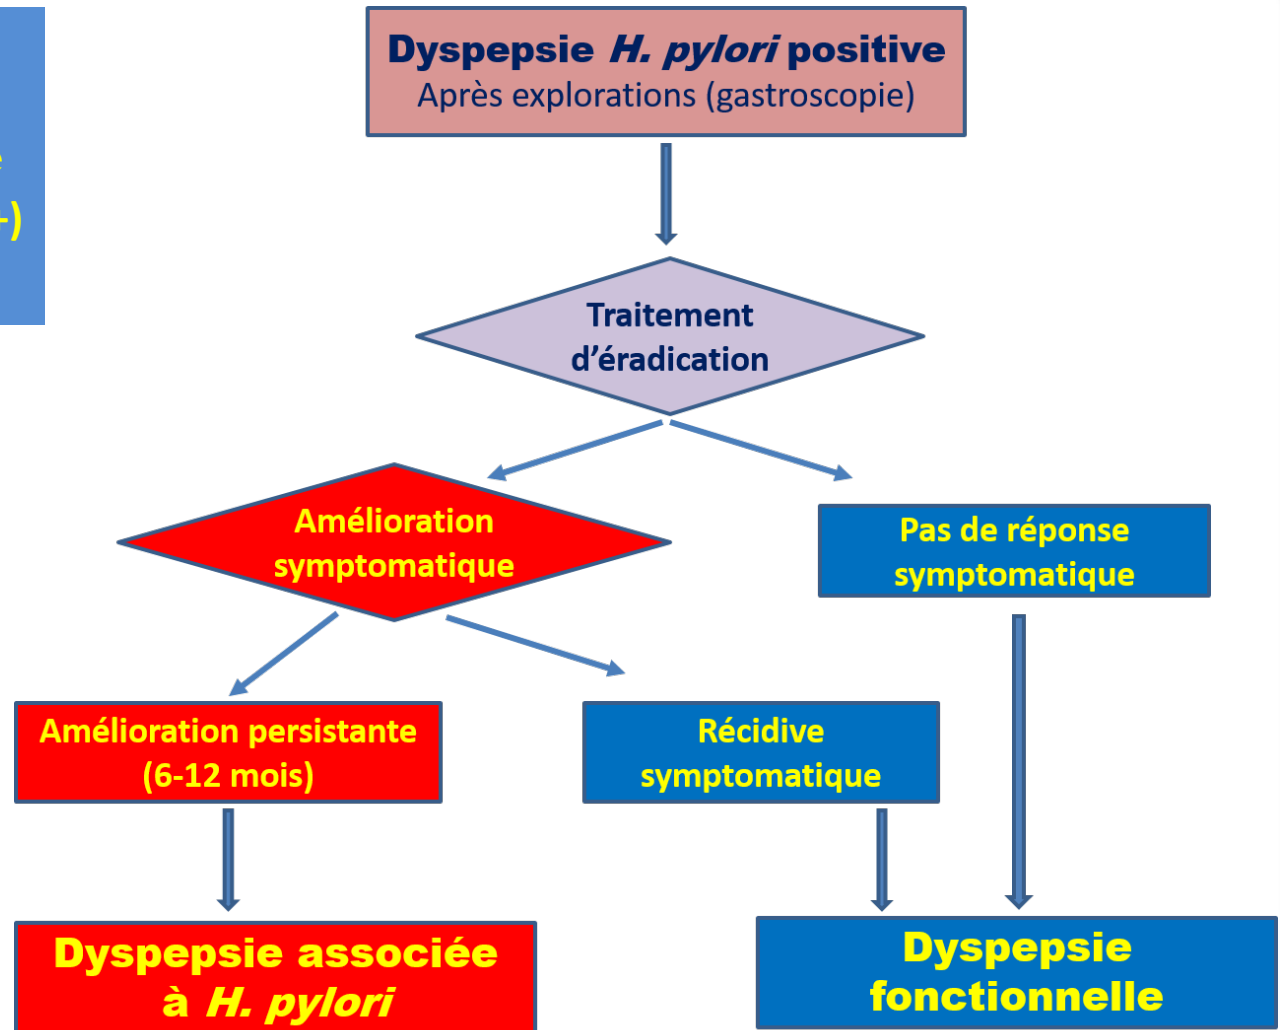 Dyspepsie H. pylori positive
Après explorations (gastroscopie)
+)
Traitement
d'éradication
Amélioration
symptomatique
Pas de réponse
symptomatique
Amélioration persistante
(6-12 mois)
Récidive
symptomatique
Dyspepsie associée
à H. pylori
Dyspepsie
fonctionnelle